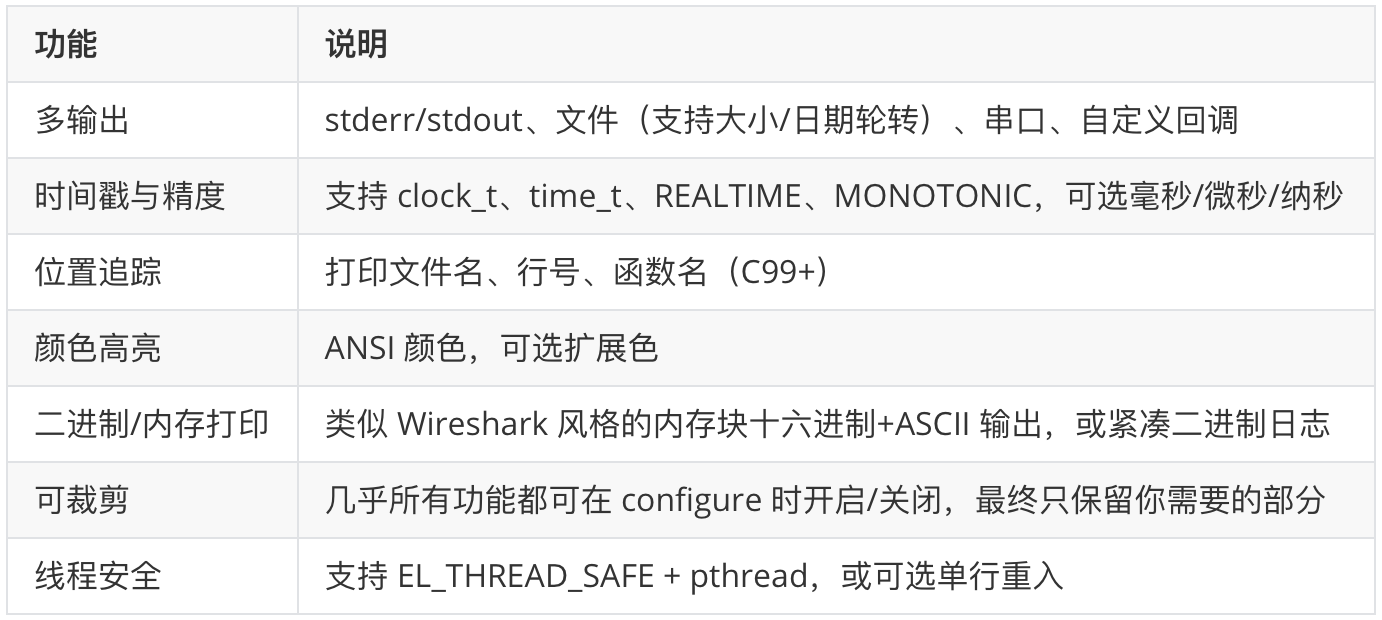 功能 说明
多输出 stderr/stdout、文件（支持大小/日期轮转）、串口、自定义回调
时间戳与精度 支持 clock_t、time_t、REALTIME、MONOTONIC，可选毫秒/微秒/纳秒
位置追踪 打印文件名、行号、函数名（C99+）
颜色高亮 ANSI 颜色，可选扩展色
二进制/内存打印 类似 Wireshark 风格的内存块十六进制+ASCII 输出，或紧凑二进制日志
可裁剪 几乎所有功能都可在 configure 时开启/关闭，最终只保留你需要的部分
线程安全 支持 EL_THREAD_SAFE + pthread，或可选单行重入